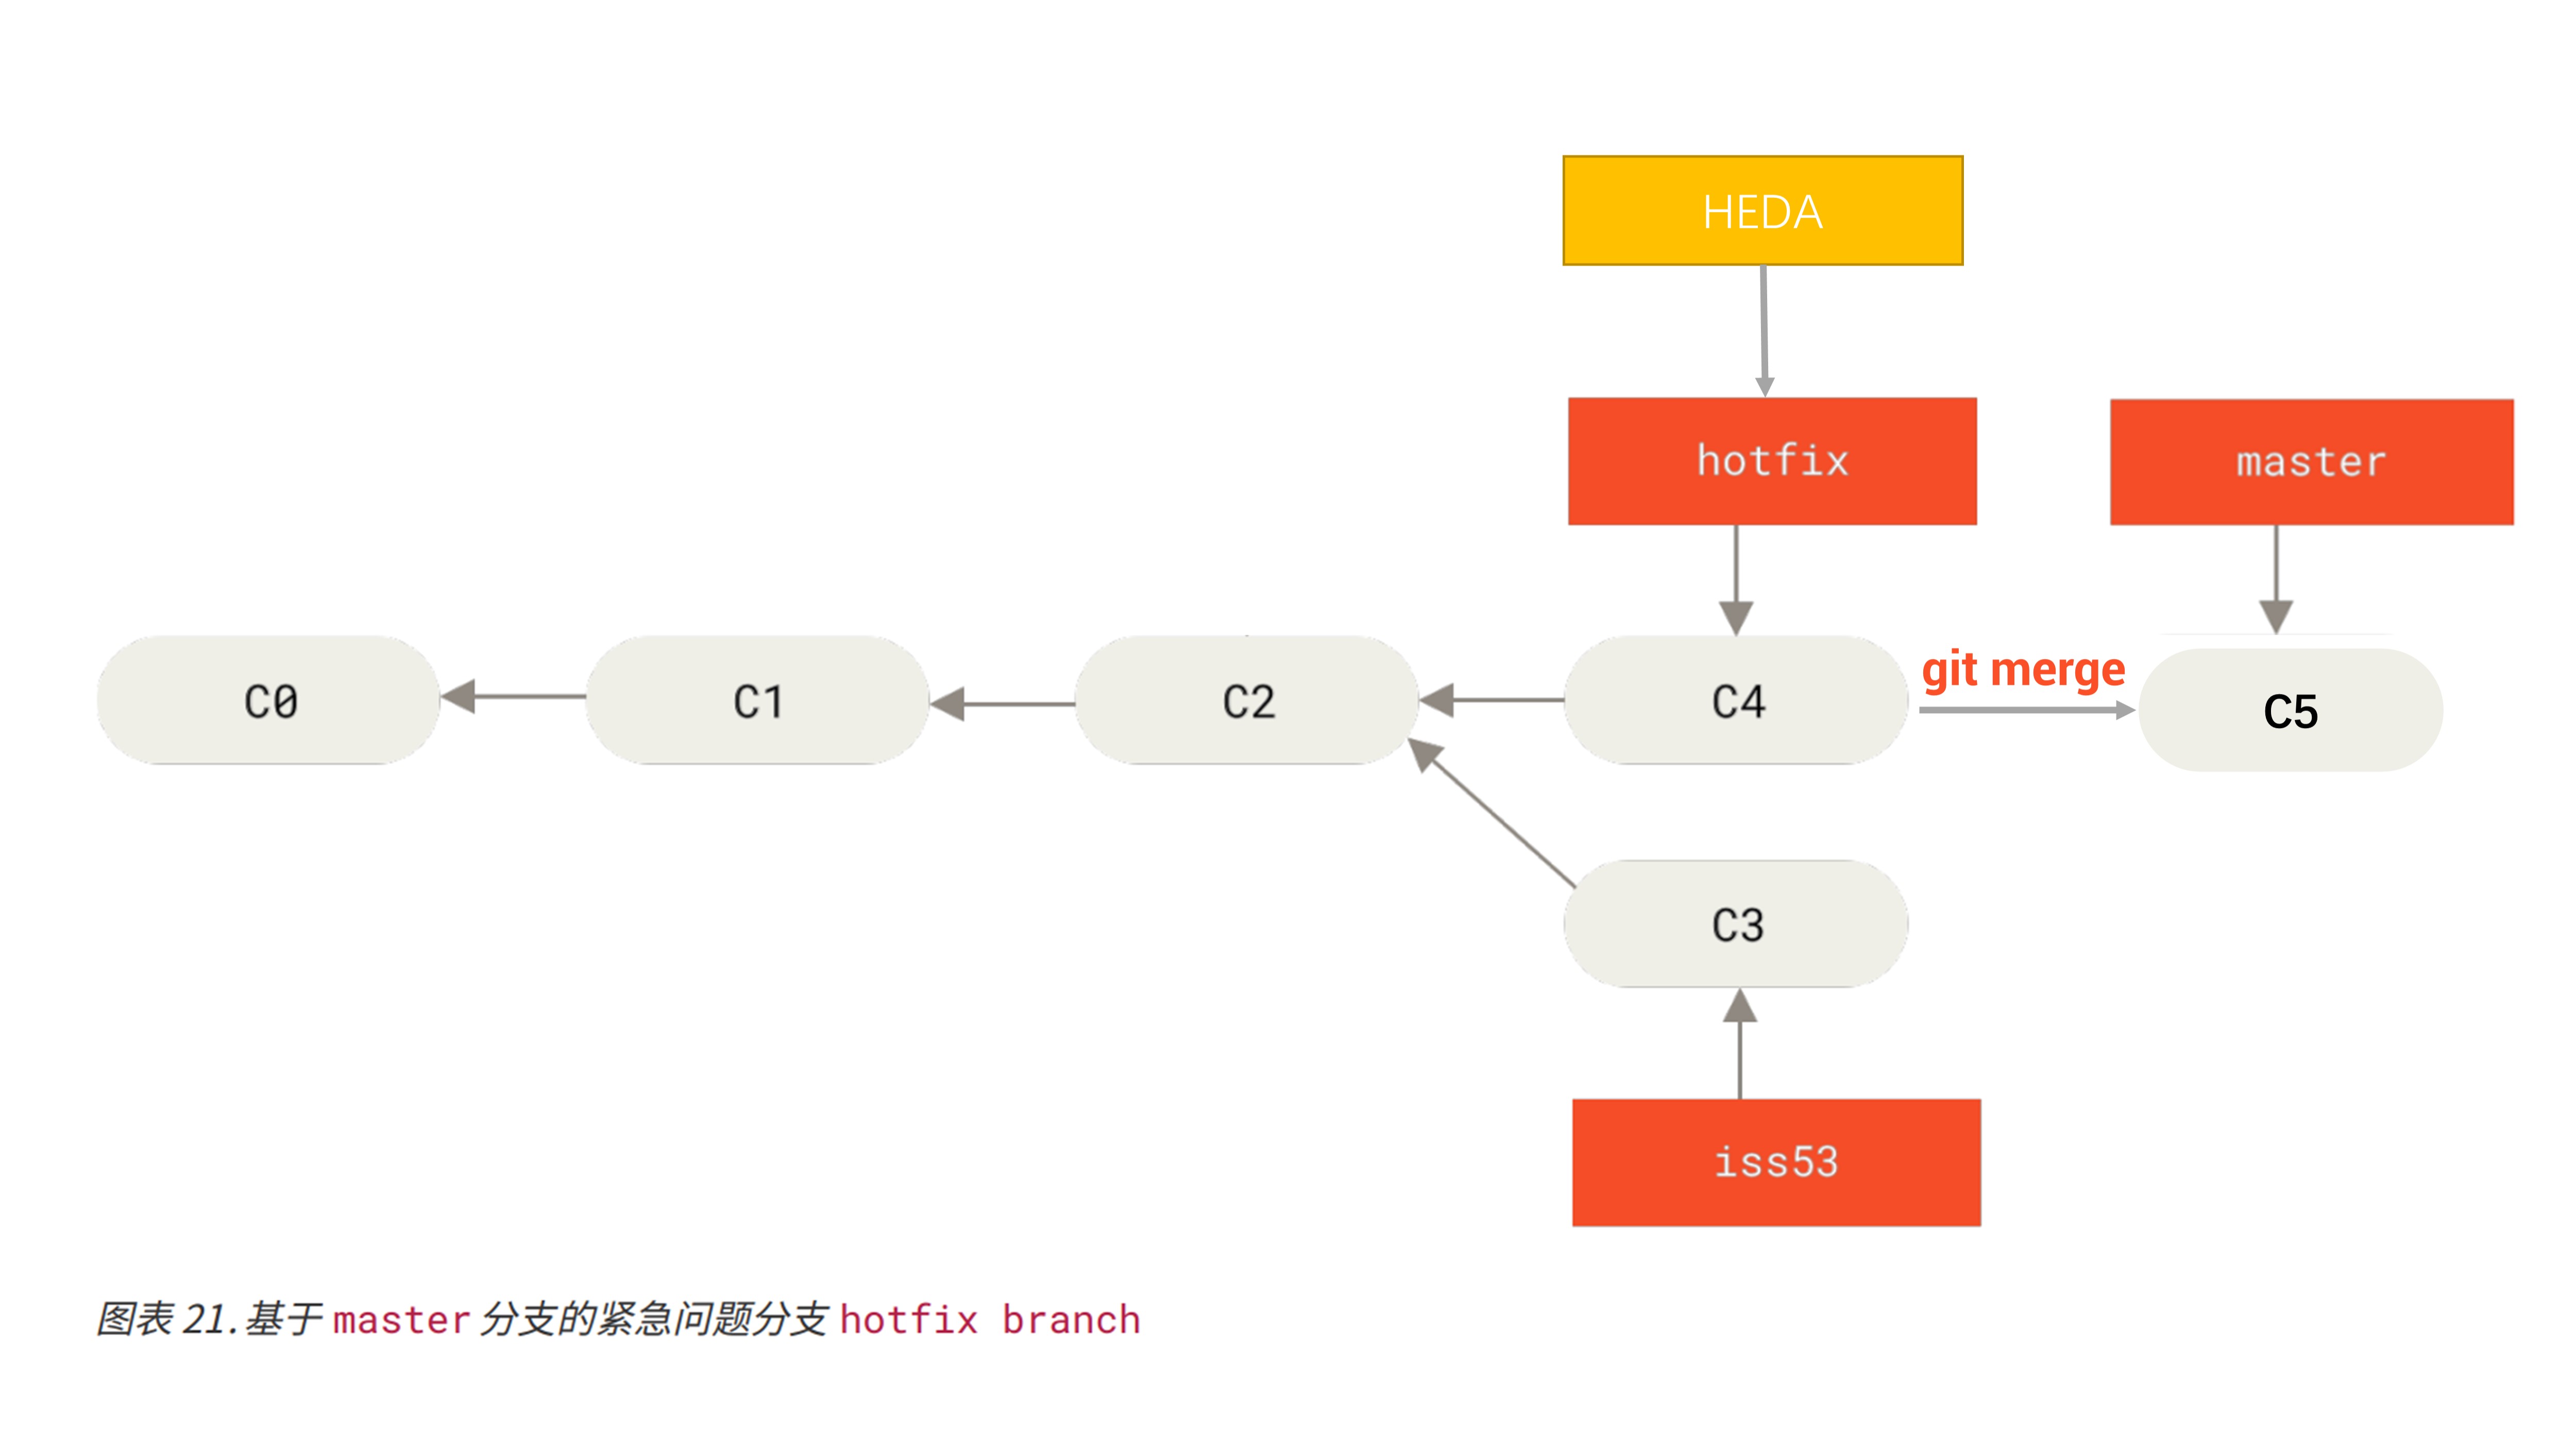 HEDA
hotfix
master
git merge
C0
C1
C2
C4
C5
C3
iss53
图表 21. 基于 master 分支的紧急问题分支 hotfix branch